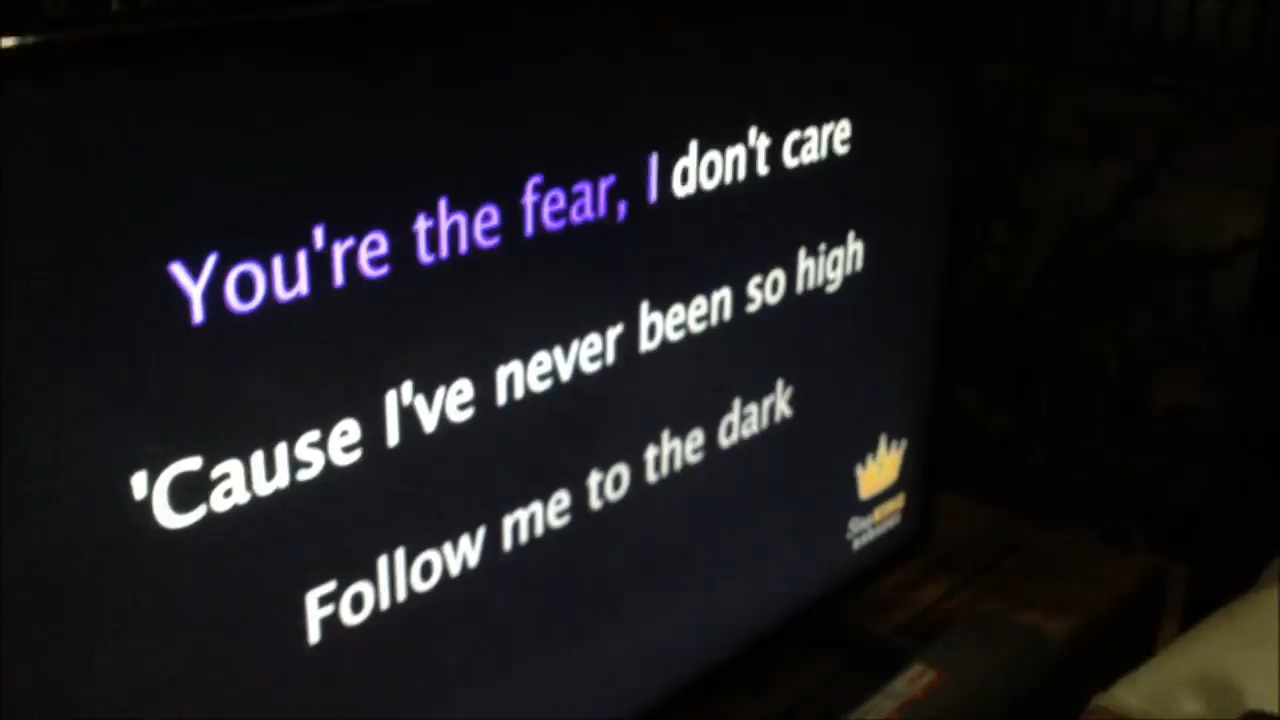 You're the fear, I don't care
'Cause I've never been so high
Follow me to the dark